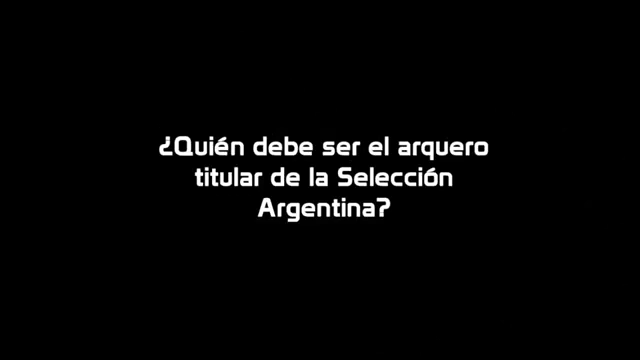 ¿Quién debe ser el arquero
titular de la Selección
Argentina?